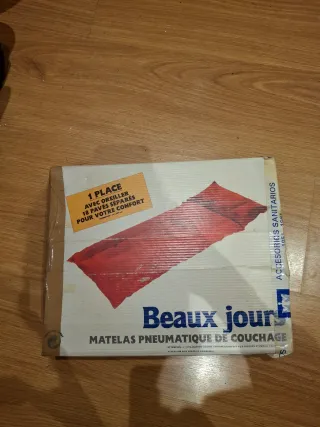 1 PLACE
AVEC OREILLER
18 PAVÉS SÉPARÉS
POUR VOTRE CONFORT
Beaux jours
MATELAS PNEUMATIQUE DE COUCHAGE
ACCESORIOS SANITARIOS